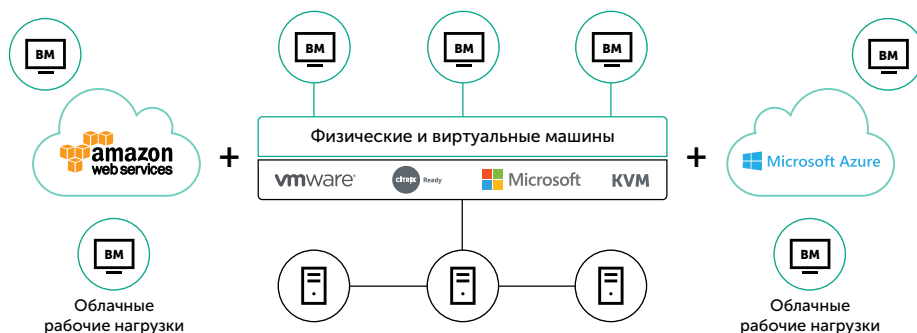 ВМ
amazon
web services
ВМ
Облачные
рабочие нагрузки
+
ВМ
ВМ
ВМ
Физические и виртуальные машины
vmware®
CITRIX Ready
Microsoft
KVM
+
ВМ
Microsoft Azure
ВМ
Облачные
рабочие нагрузки